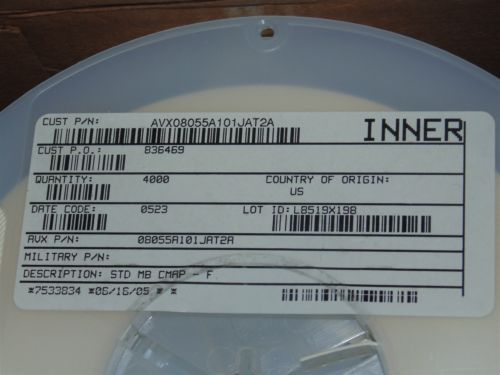 CUST P/N: AVX08055A101JAT2A
INNER
CUST P.O.: 836469
QUANTITY: 4000 COUNTRY OF ORIGIN:
US
DATE CODE: 0523 LOT ID: L8519X198
AVX P/N: 08055A101JAT2A
MILITARY P/N:
DESCRIPTION: STD MB CMAP - F
*7533834 *06/16/05 * *